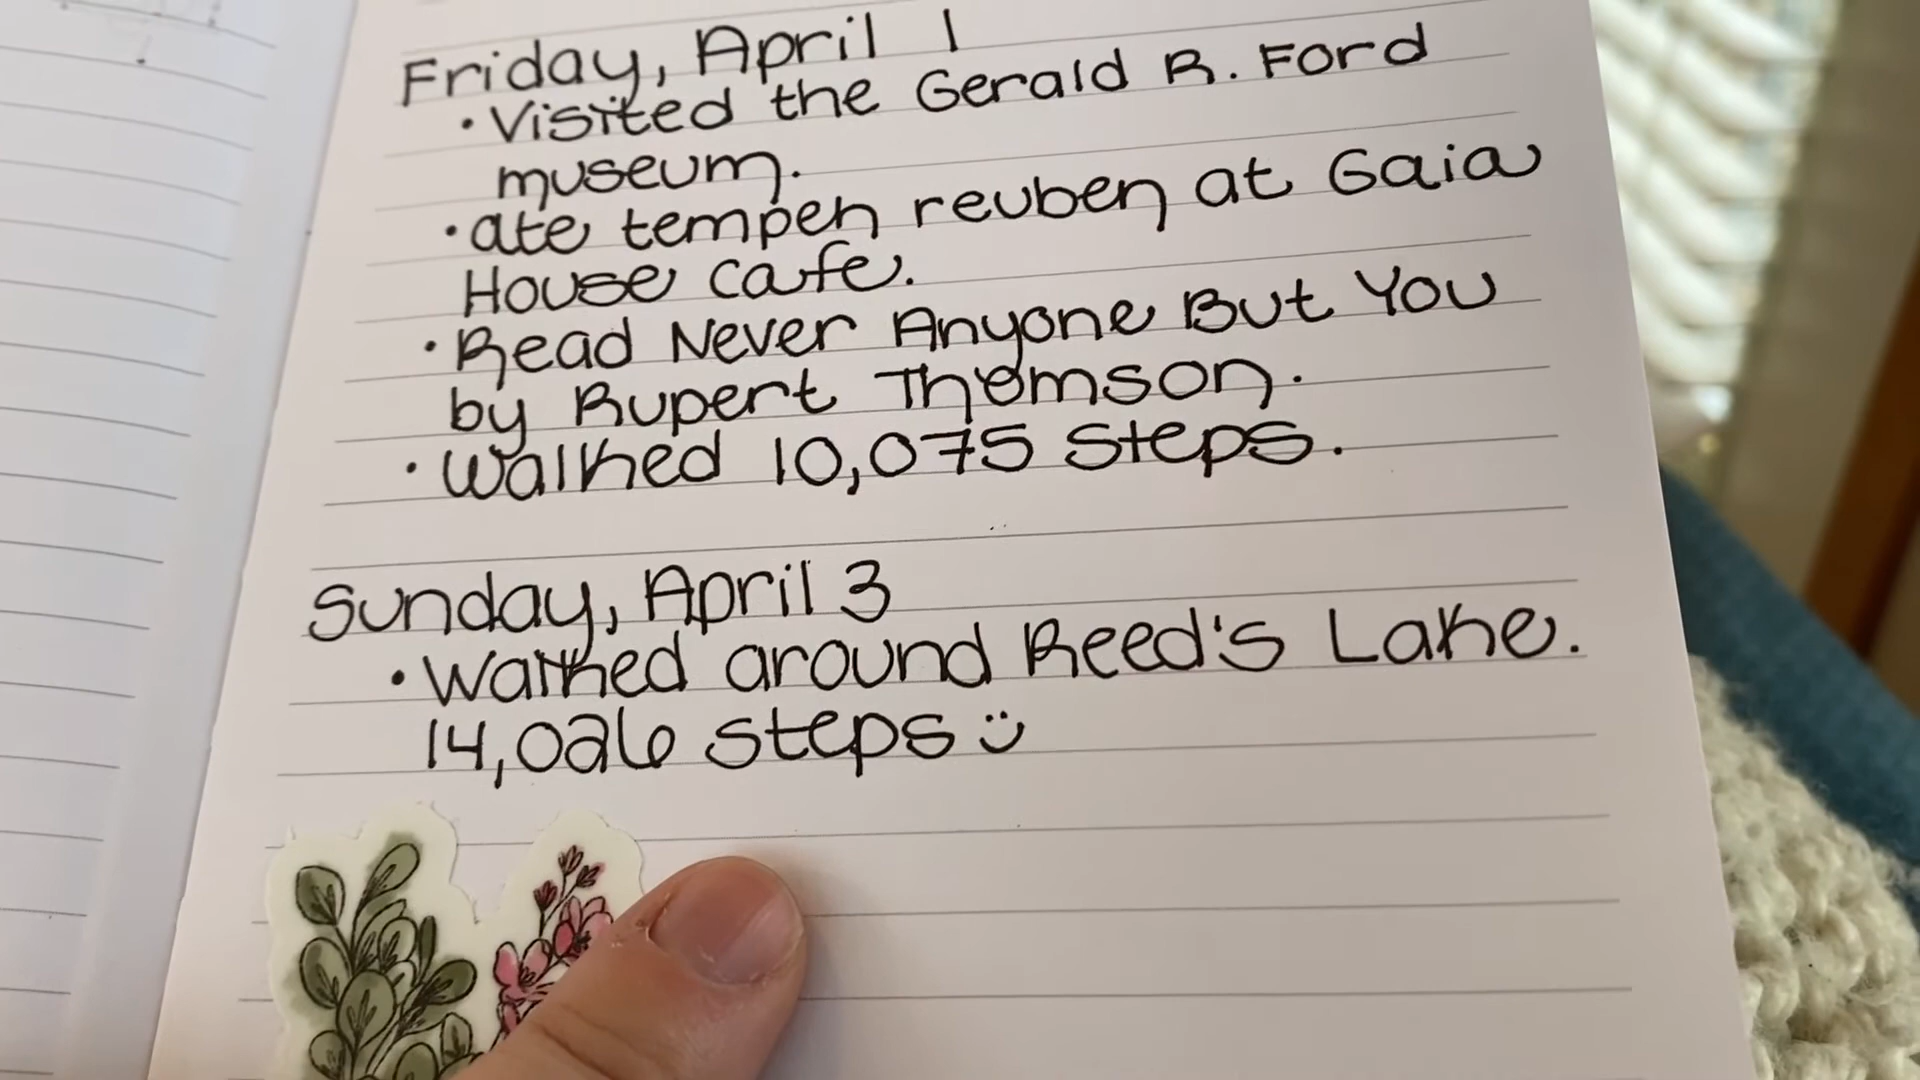 Friday, April 1
• Visited the Gerald R. Ford
museum.
• ate tempeh reuben at Gaia
House cafe.
• Read Never Anyone But You
by Rupert Thomson.
• Walked 10,075 steps.
Sunday, April 3
• Walked around Reed's Lake.
14,026 steps :)